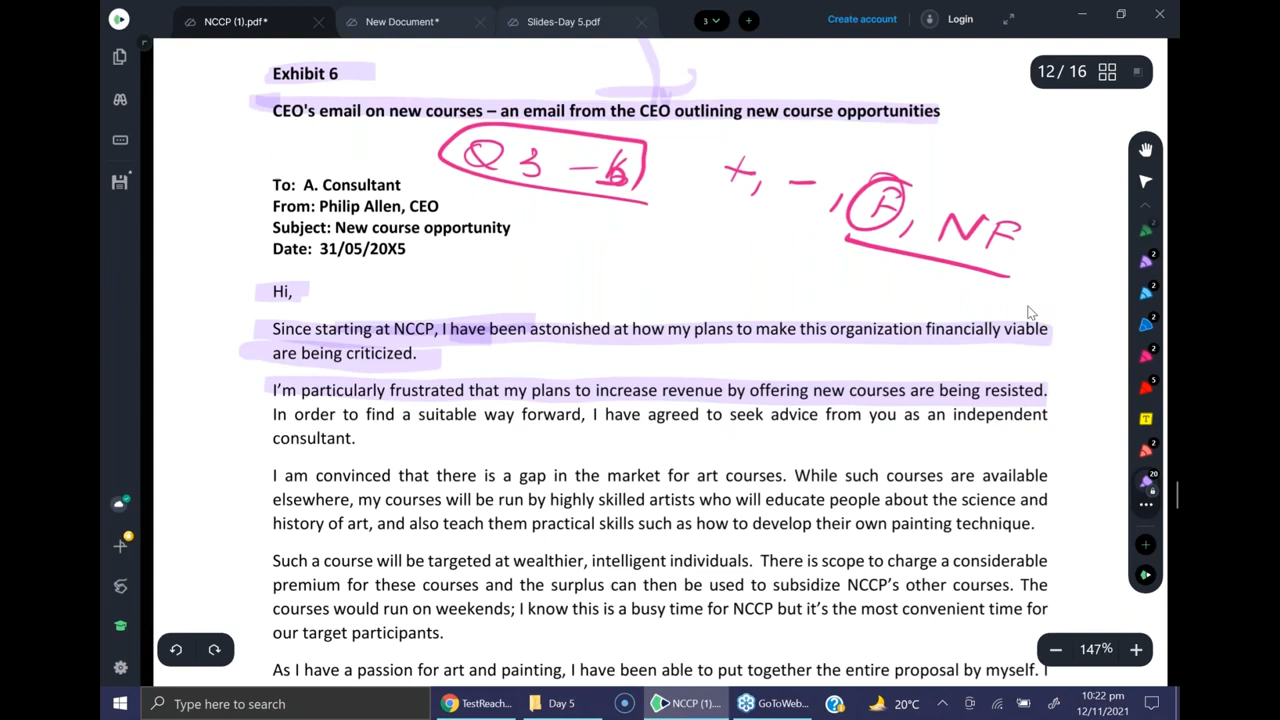 NCCP (1).pdf*
New Document*
Slides-Day 5.pdf
3
Create account
Login
12/16
Exhibit 6
CEO's email on new courses – an email from the CEO outlining new course opportunities
Q 3 – b
+, -, F, NF
To: A. Consultant
From: Philip Allen, CEO
Subject: New course opportunity
Date: 31/05/20X5
Hi,
Since starting at NCCP, I have been astonished at how my plans to make this organization financially viable
are being criticized.
I'm particularly frustrated that my plans to increase revenue by offering new courses are being resisted.
In order to find a suitable way forward, I have agreed to seek advice from you as an independent
consultant.
I am convinced that there is a gap in the market for art courses. While such courses are available
elsewhere, my courses will be run by highly skilled artists who will educate people about the science and
history of art, and also teach them practical skills such as how to develop their own painting technique.
Such a course will be targeted at wealthier, intelligent individuals. There is scope to charge a considerable
premium for these courses and the surplus can then be used to subsidize NCCP's other courses. The
courses would run on weekends; I know this is a busy time for NCCP but it's the most convenient time for
our target participants.
As I have a passion for art and painting, I have been able to put together the entire proposal by myself. I
2
2
2
2
2
5
T
2
20
147%
Type here to search
TestReach...
Day 5
NCCP (1)....
GoToWeb...
20°C
10:22 pm
12/11/2021